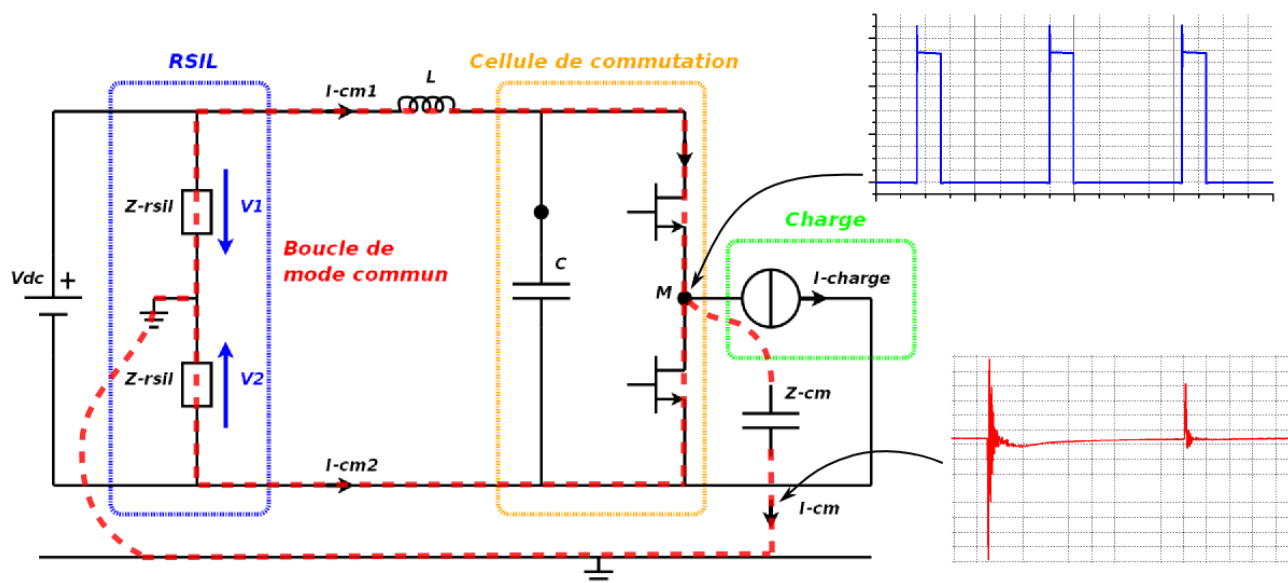 RSIL
Cellule de commutation
I-cm1
L
Z-rsil
V1
Boucle de
mode commun
Charge
Vdc
+
C
M
I-charge
Z-rsil
V2
Z-cm
I-cm2
I-cm